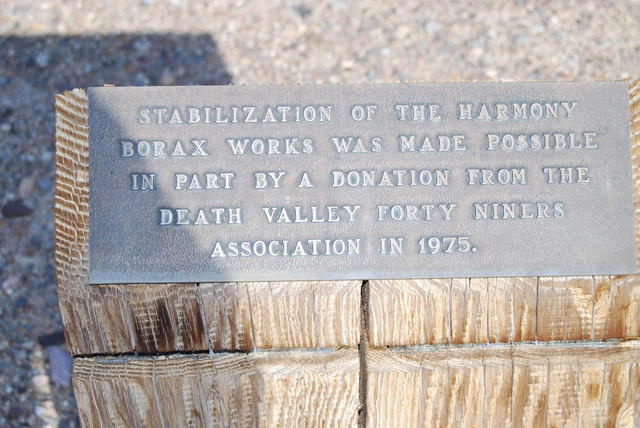 STABILIZATION OF THE HARMONY
BORAX WORKS WAS MADE POSSIBLE
IN PART BY A DONATION FROM THE
DEATH VALLEY FORTY NINERS
ASSOCIATION IN 1975.